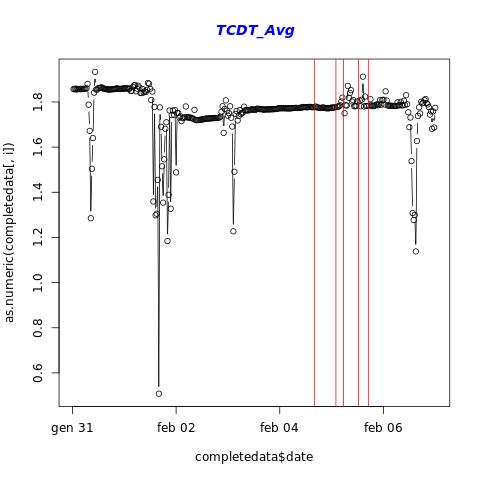 TCDT_Avg
as.numeric(completedata[, i])
1.8
1.6
1.4
1.2
1.0
0.8
0.6
gen 31
feb 02
feb 04
feb 06
completedata$date